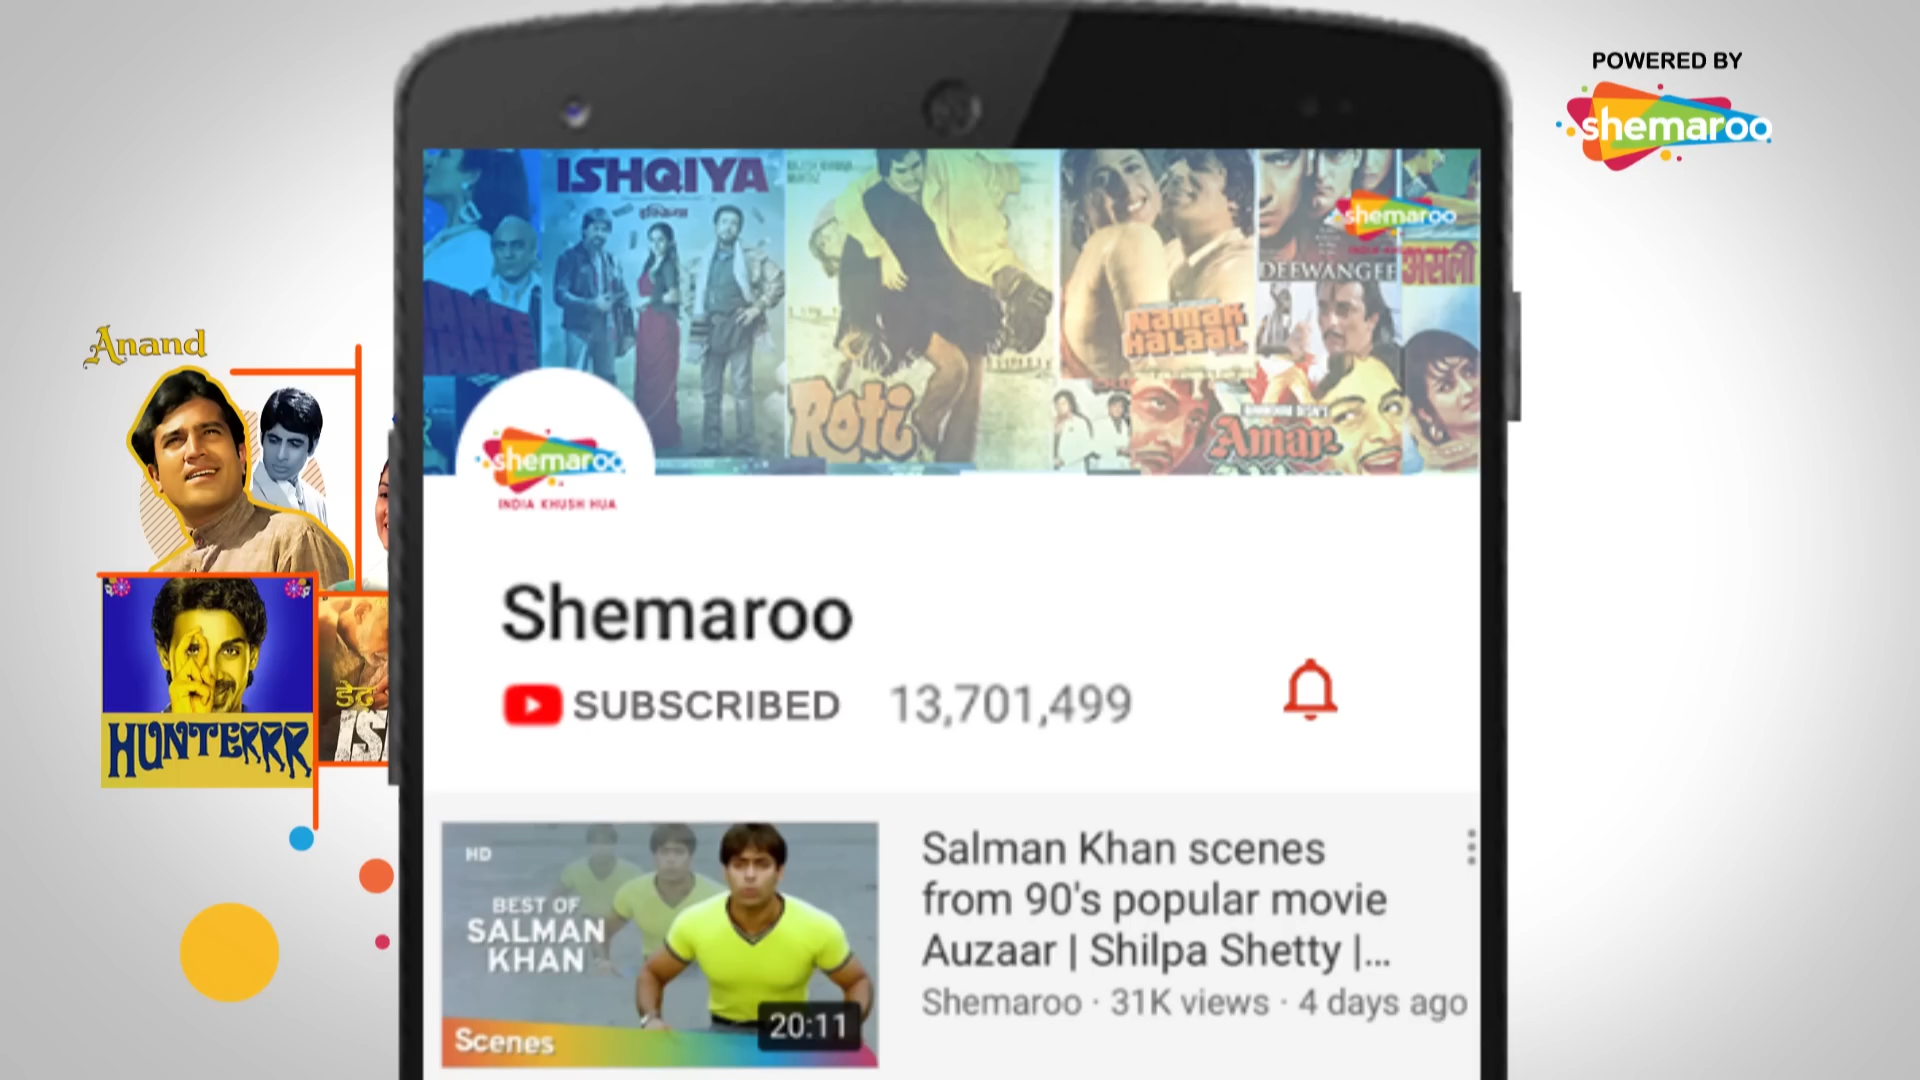 POWERED BY
shemaroo
ISHQIYA
इश्किया
shemaroo
DEEWANGEE
असली
NAMAK
HALAAL
Roti
Amar
shemaroo
INDIA KHUSH HUA
Anand
HUNTERRR
डेढ़
Shemaroo
SUBSCRIBED 13,701,499
HD
BEST OF
SALMAN
KHAN
Scenes
20:11
Salman Khan scenes
from 90's popular movie
Auzaar | Shilpa Shetty |...
Shemaroo · 31K views · 4 days ago